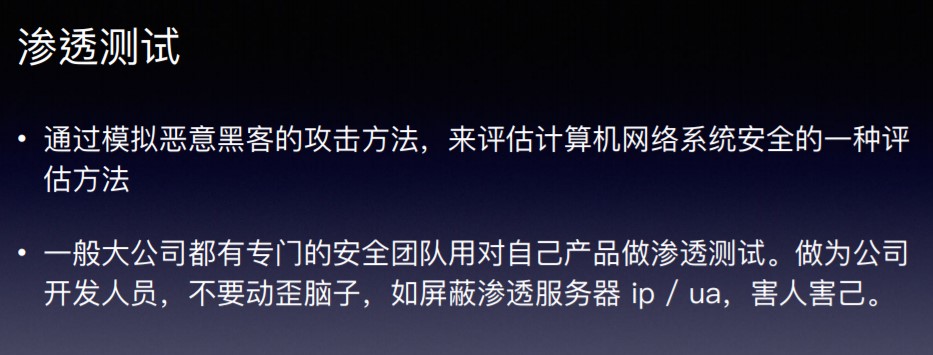 渗透测试
• 通过模拟恶意黑客的攻击方法，来评估计算机网络系统安全的一种评
估方法
• 一般大公司都有专门的安全团队用对自己产品做渗透测试。做为公司
开发人员，不要动歪脑子，如屏蔽渗透服务器 ip / ua，害人害己。